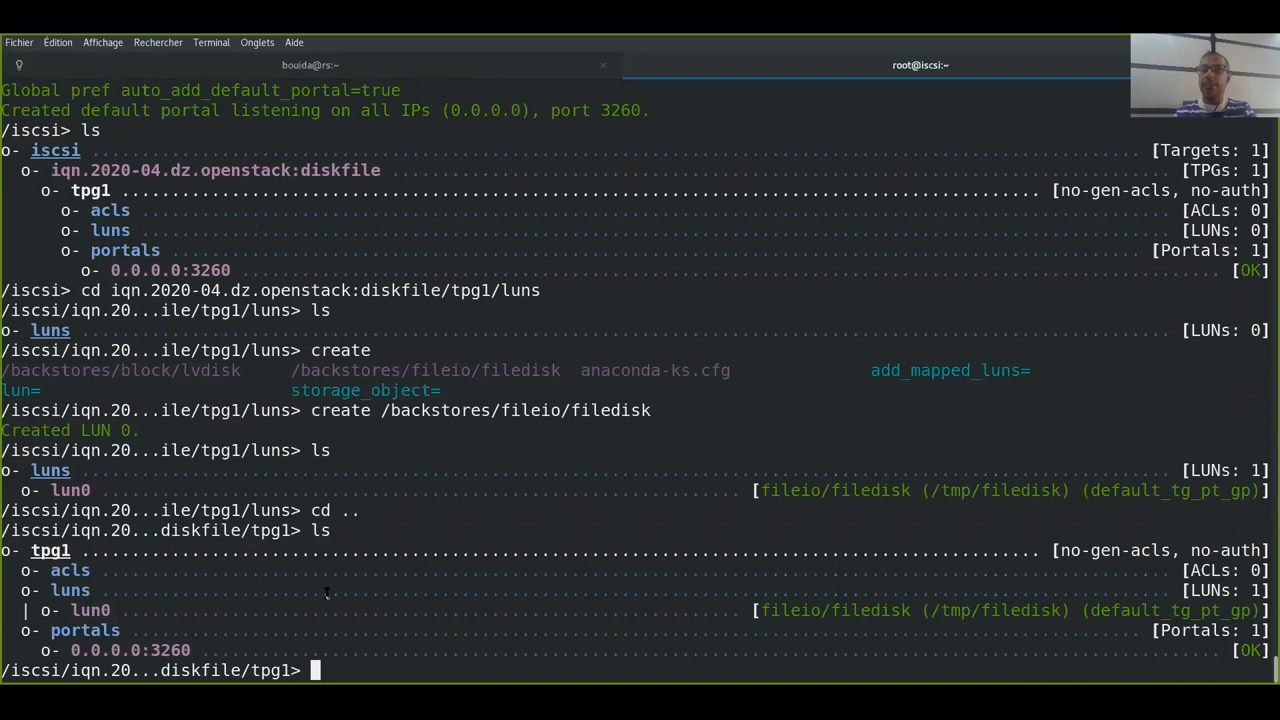 Fichier Édition Affichage Rechercher Terminal Onglets Aide
bouida@rs:~ × root@iscsi:~
Global pref auto_add_default_portal=true
Created default portal listening on all IPs (0.0.0.0), port 3260.
/iscsi> ls
o- iscsi ........................................................................................................ [Targets: 1]
o- iqn.2020-04.dz.openstack:diskfile ........................................................................... [TPGs: 1]
o- tpg1 ............................................................................................ [no-gen-acls, no-auth]
o- acls ....................................................................................................... [ACLs: 0]
o- luns ....................................................................................................... [LUNs: 0]
o- portals ................................................................................................. [Portals: 1]
o- 0.0.0.0:3260 .................................................................................................. [OK]
/iscsi> cd iqn.2020-04.dz.openstack:diskfile/tpg1/luns
/iscsi/iqn.20...ile/tpg1/luns> ls
o- luns ........................................................................................................... [LUNs: 0]
/iscsi/iqn.20...ile/tpg1/luns> create
/backstores/block/lvdisk /backstores/fileio/filedisk anaconda-ks.cfg add_mapped_luns=
lun= storage_object=
/iscsi/iqn.20...ile/tpg1/luns> create /backstores/fileio/filedisk
Created LUN 0.
/iscsi/iqn.20...ile/tpg1/luns> ls
o- luns ........................................................................................................... [LUNs: 1]
o- lun0 ................................................................ [fileio/filedisk (/tmp/filedisk) (default_tg_pt_gp)]
/iscsi/iqn.20...ile/tpg1/luns> cd ..
/iscsi/iqn.20...diskfile/tpg1> ls
o- tpg1 ................................................................................................ [no-gen-acls, no-auth]
o- acls ......................................................................................................... [ACLs: 0]
o- luns ......................................................................................................... [LUNs: 1]
| o- lun0 .............................................................. [fileio/filedisk (/tmp/filedisk) (default_tg_pt_gp)]
o- portals ................................................................................................... [Portals: 1]
o- 0.0.0.0:3260 .................................................................................................... [OK]
/iscsi/iqn.20...diskfile/tpg1>